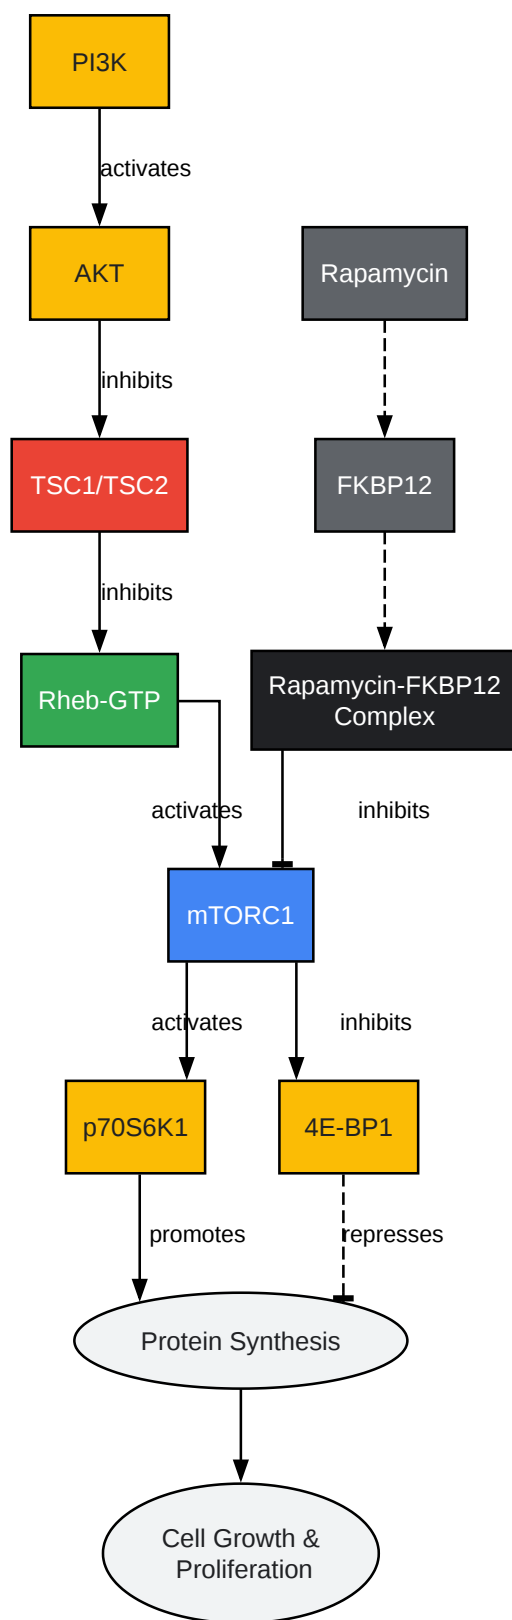 PI3K
activates
AKT
Rapamycin
inhibits
TSC1/TSC2
FKBP12
inhibits
Rheb-GTP
Rapamycin-FKBP12
Complex
activates
inhibits
mTORC1
activates
inhibits
p70S6K1
4E-BP1
promotes
represses
Protein Synthesis
Cell Growth &
Proliferation